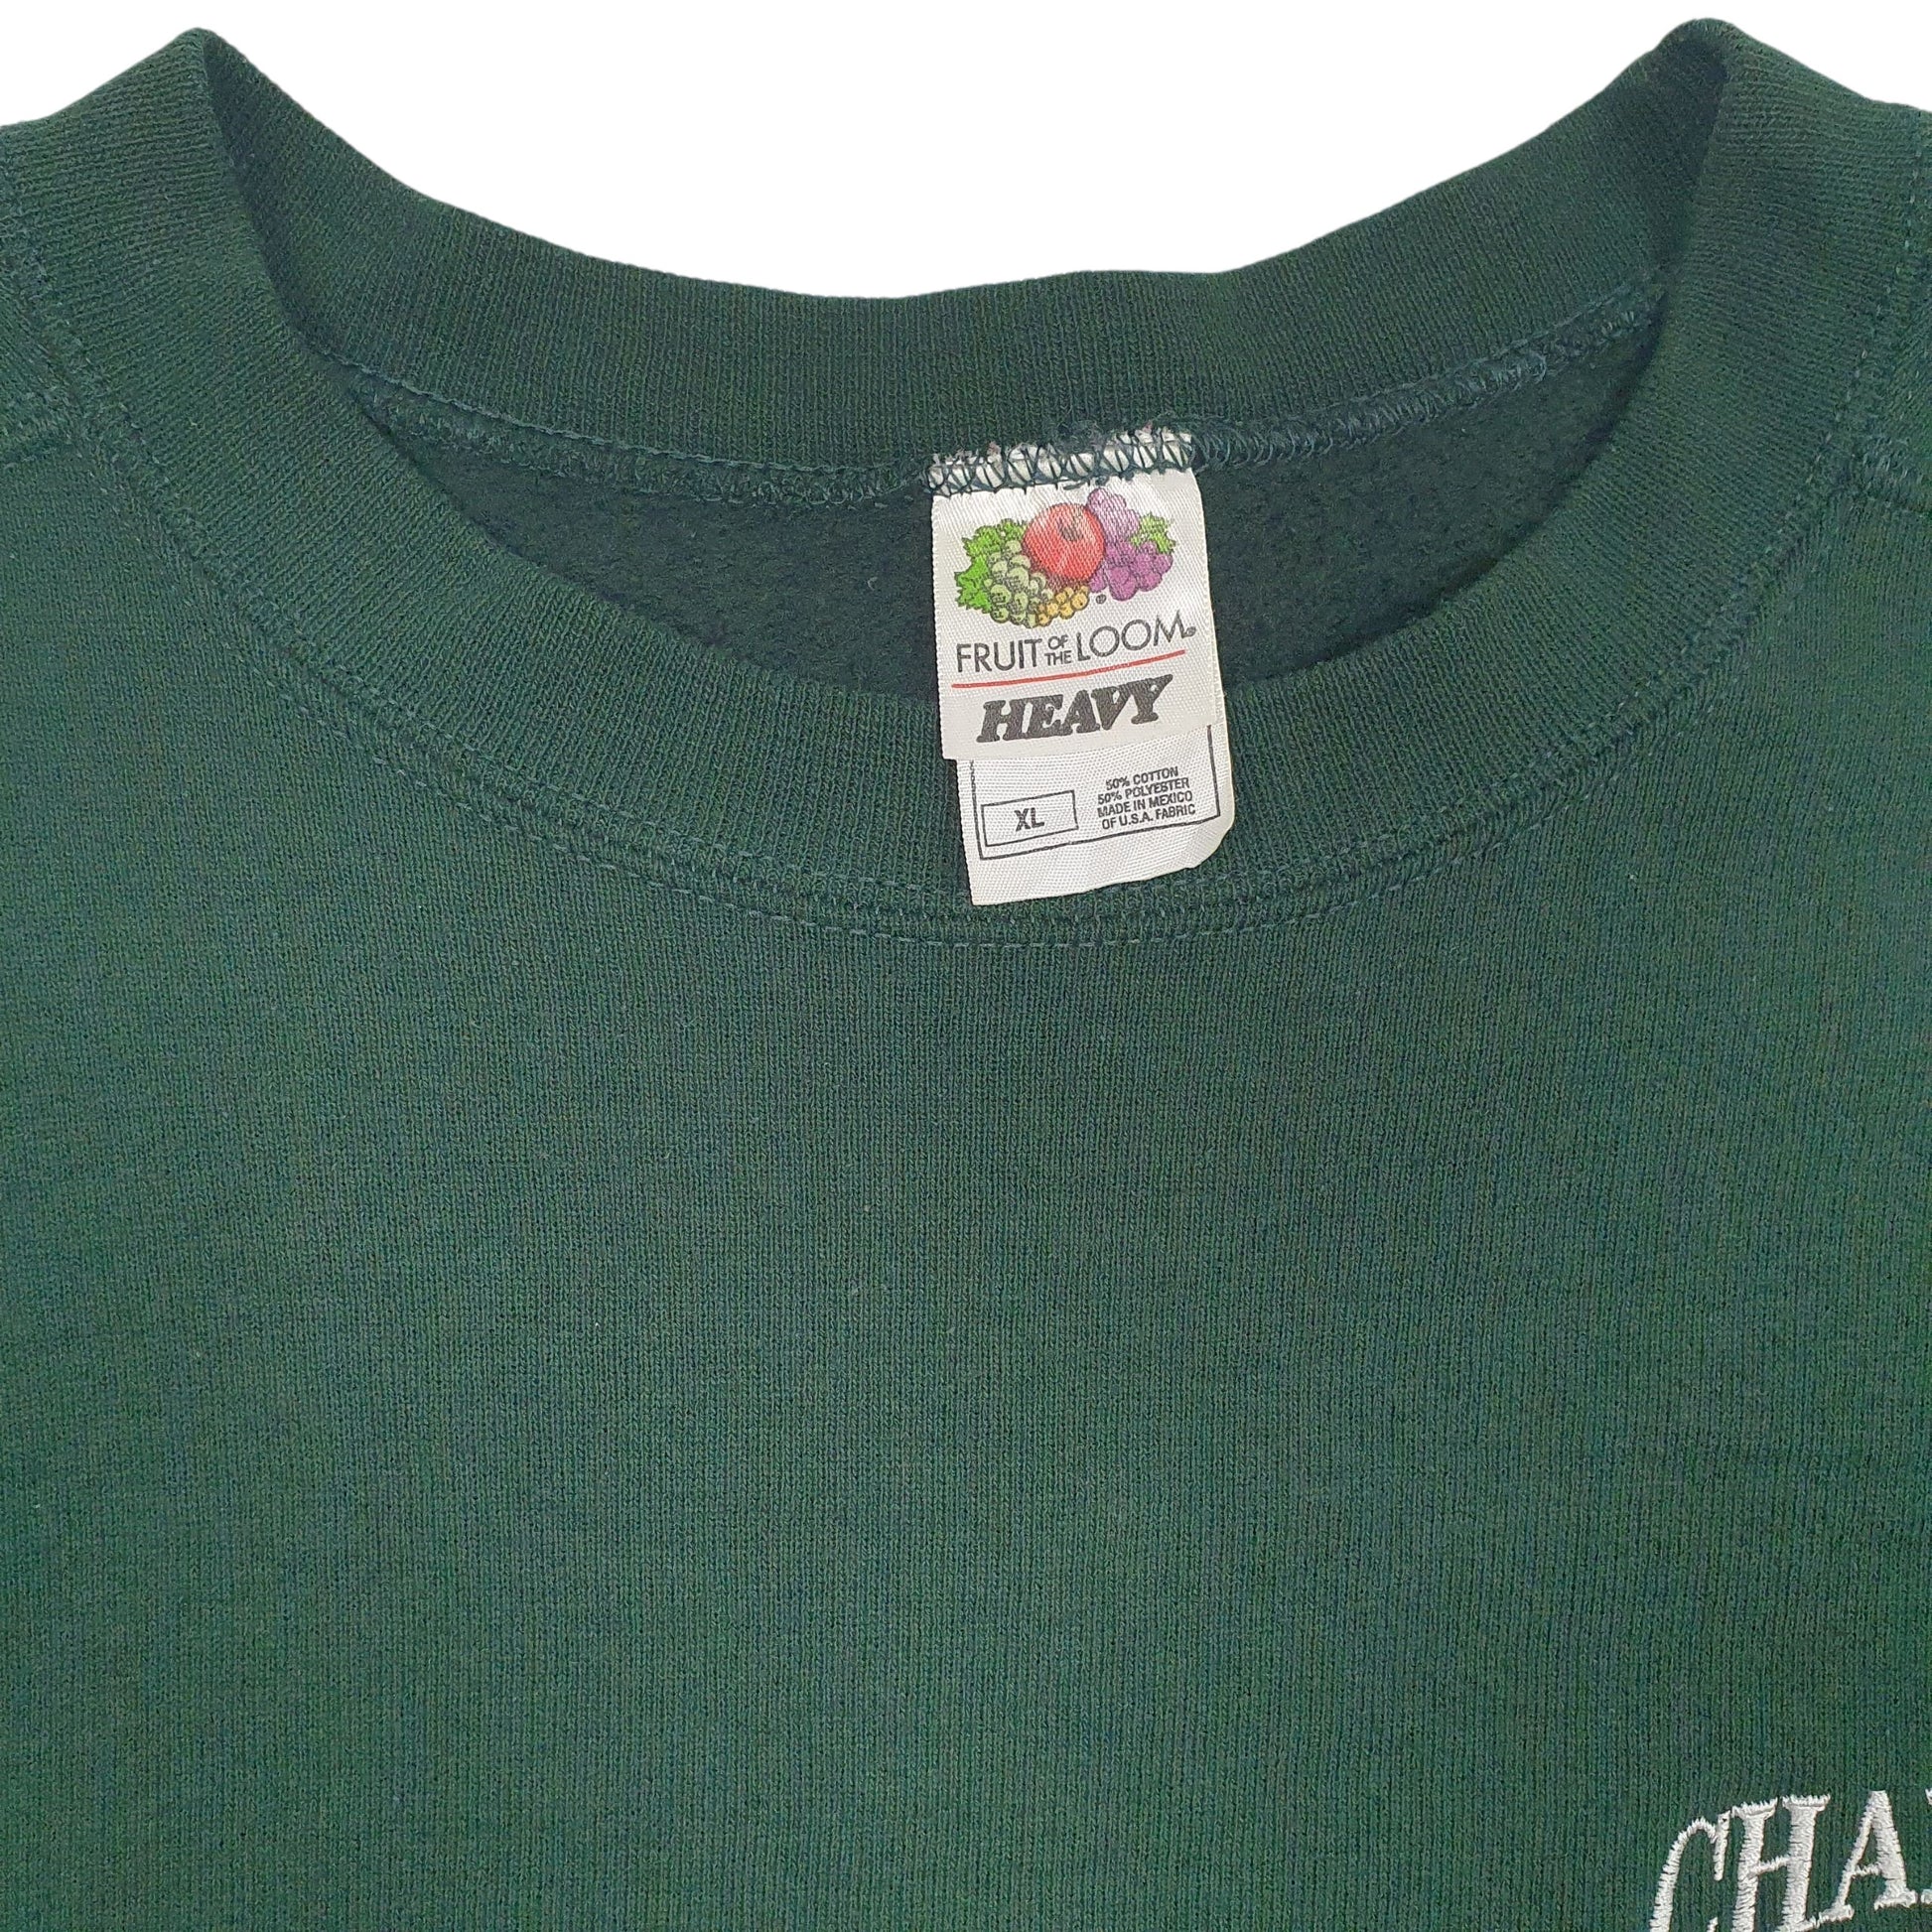 FRUIT OF THE LOOM®
HEAVY
XL
50% COTTON
50% POLYESTER
MADE IN MEXICO
OF U.S.A. FABRIC
CHA